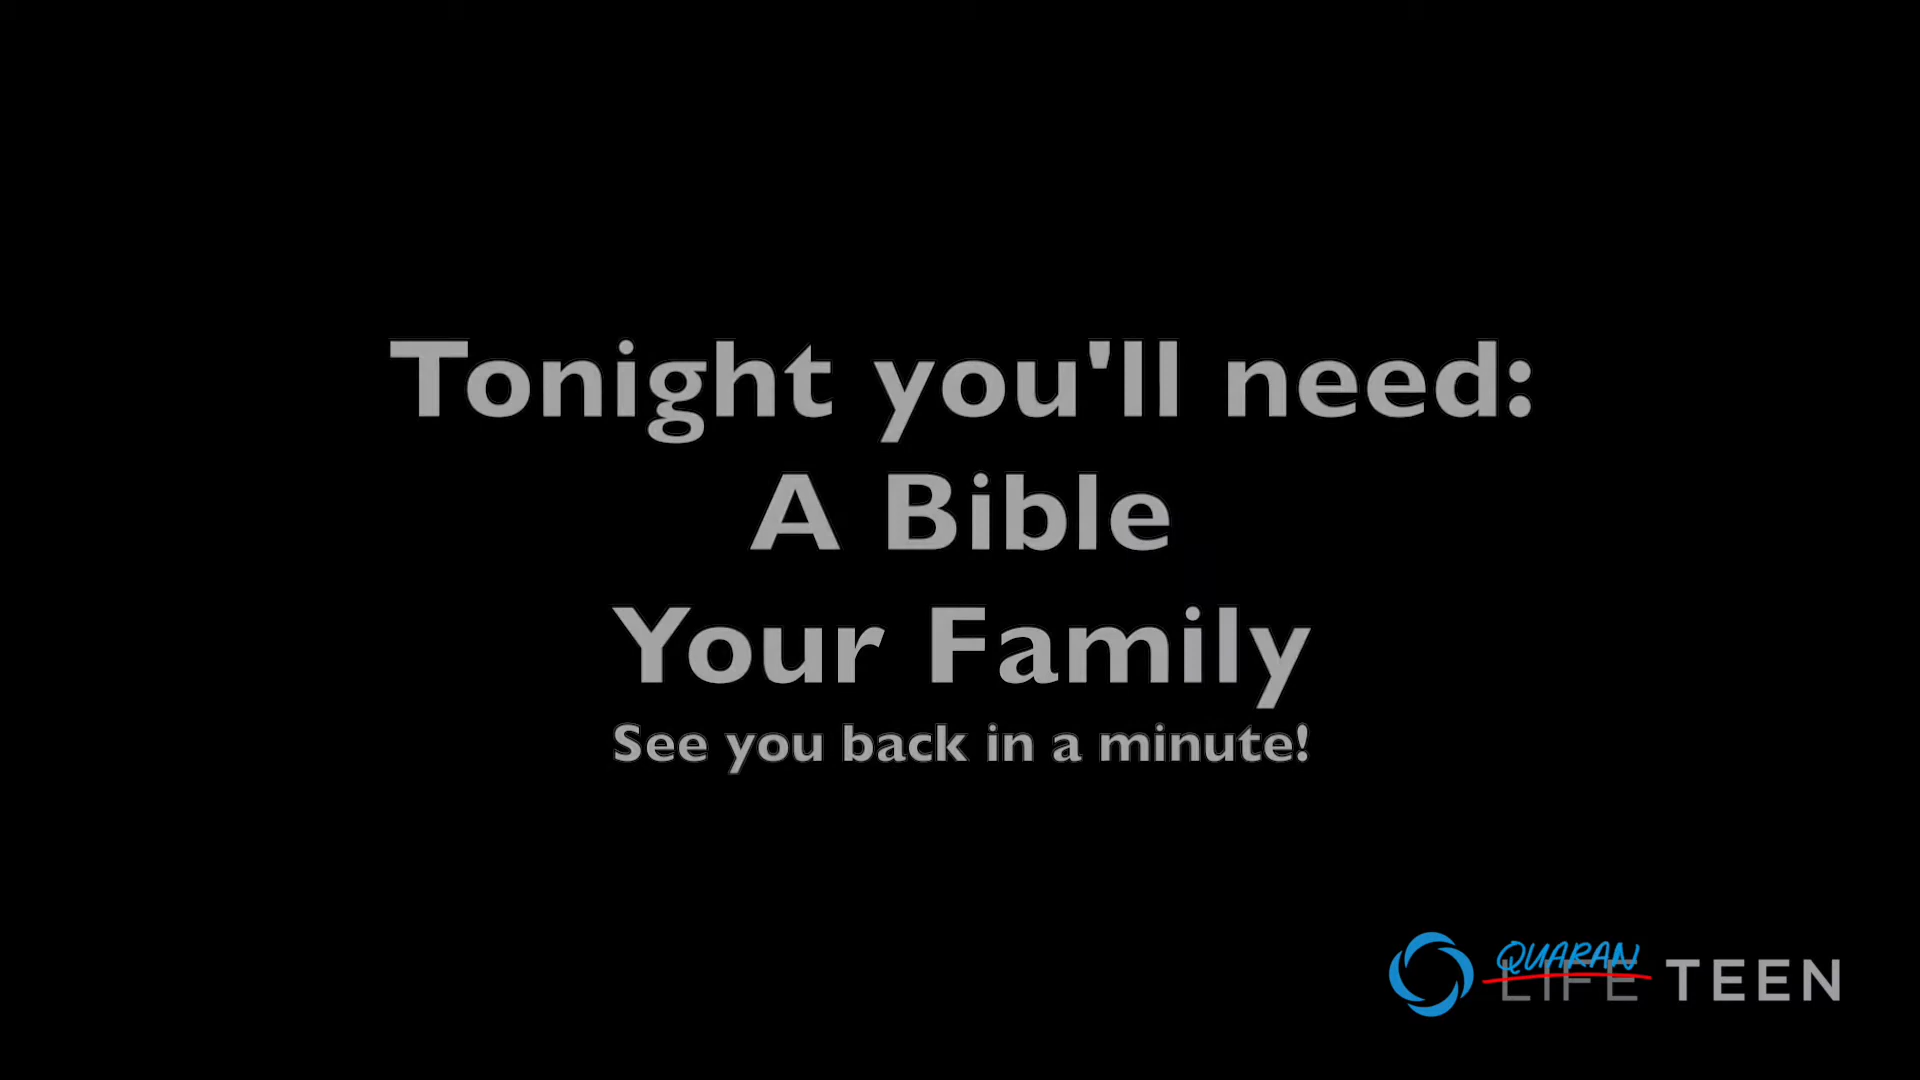 Tonight you'll need:
A Bible
Your Family
See you back in a minute!
QUARAN
LIFE TEEN